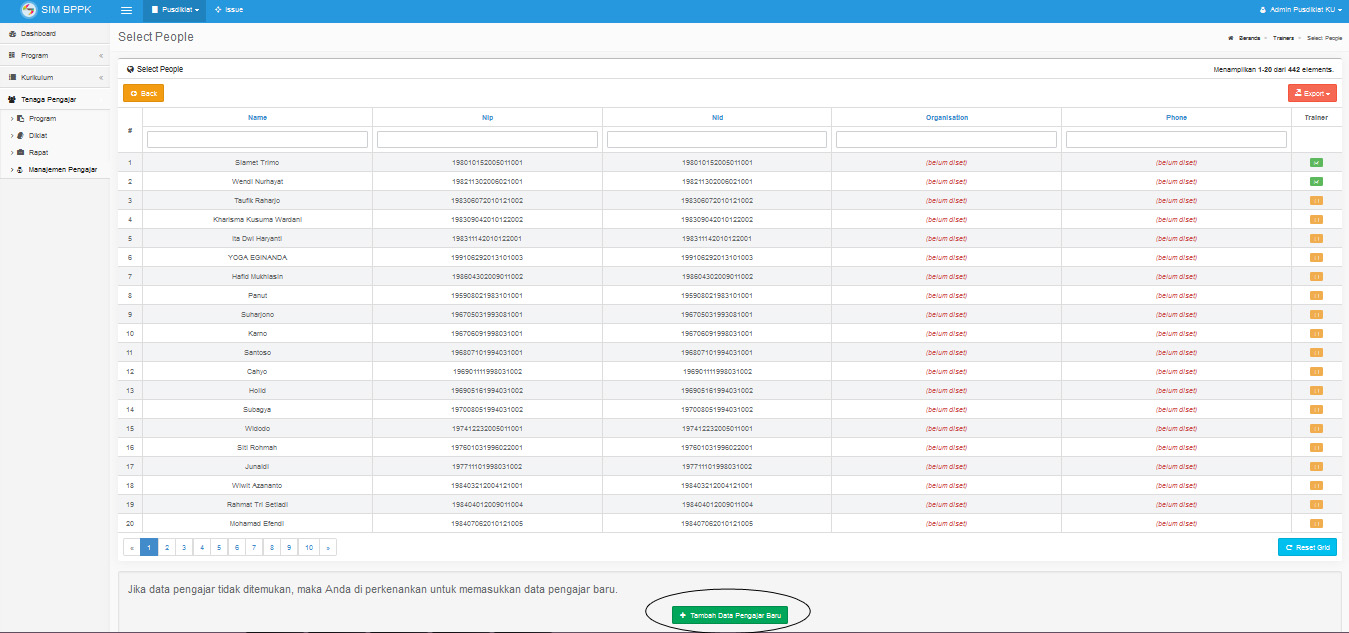 SIM BPPK
Pusdiklat
Issue
Admin Pusdiklat KU
Dashboard
Program
Kurikulum
Tenaga Pengajar
Program
Diklat
Rapat
Manajemen Pengajar
Select People
Beranda Trainers Select People
Select People
Menampilkan 1-20 dari 442 elements.
Back
Export
# Name Nip Nid Organisation Phone Trainer
1 Slamet Trimo 198010152005011001 198010152005011001 (belum diset) (belum diset)
2 Wendi Nurhayat 198211302006021001 198211302006021001 (belum diset) (belum diset)
3 Taufik Raharjo 198306072010121002 198306072010121002 (belum diset) (belum diset)
4 Kharisma Kusuma Wardani 198309042010122002 198309042010122002 (belum diset) (belum diset)
5 Ita Dwi Haryanti 198311142010122001 198311142010122001 (belum diset) (belum diset)
6 YOGA EGINANDA 199106292013101003 199106292013101003 (belum diset) (belum diset)
7 Hafid Mukhlasin 198604302009011002 198604302009011002 (belum diset) (belum diset)
8 Panut 195908021983101001 195908021983101001 (belum diset) (belum diset)
9 Suharjono 196705031993081001 196705031993081001 (belum diset) (belum diset)
10 Karno 196706091998031001 196706091998031001 (belum diset) (belum diset)
11 Santoso 196807101994031001 196807101994031001 (belum diset) (belum diset)
12 Cahyo 196901111998031002 196901111998031002 (belum diset) (belum diset)
13 Holid 196905161994031002 196905161994031002 (belum diset) (belum diset)
14 Subagya 197008051994031002 197008051994031002 (belum diset) (belum diset)
15 Widodo 197412232005011001 197412232005011001 (belum diset) (belum diset)
16 Siti Rohmah 197601031996022001 197601031996022001 (belum diset) (belum diset)
17 Junaidi 197711101998031002 197711101998031002 (belum diset) (belum diset)
18 Wiwit Azananto 198403212004121001 198403212004121001 (belum diset) (belum diset)
19 Rahmat Tri Setiadi 198404012009011004 198404012009011004 (belum diset) (belum diset)
20 Mohamad Efendi 198407062010121005 198407062010121005 (belum diset) (belum diset)
« 1 2 3 4 5 6 7 8 9 10 »
Reset Grid
Jika data pengajar tidak ditemukan, maka Anda di perkenankan untuk memasukkan data pengajar baru.
Tambah Data Pengajar Baru